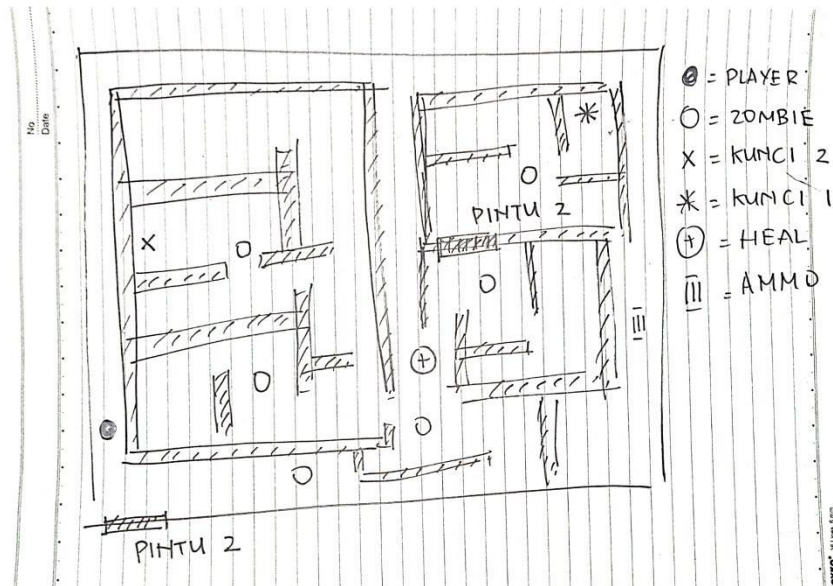 No
Date
= PLAYER
= ZOMBIE
X = KUNCI 2
= KUNCI 1
= HEAL
= AMMO
PINTU 2
X
PINTU 2